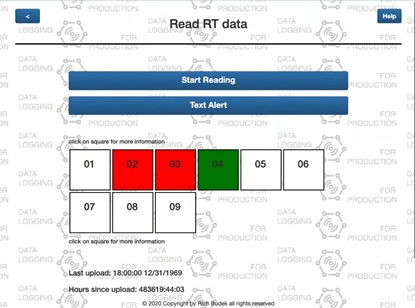 <
Read RT data
Help
Start Reading
Text Alert
click on square for more information
01 02 03 04 05 06
07 08 09
click on square for more information
Last upload: 18:00:00 12/31/1969
Hours since upload: 483619:44:03
© 2020 Copyright by Rich Budek all rights reserved
DATA LOGGING FOR PRODUCTION